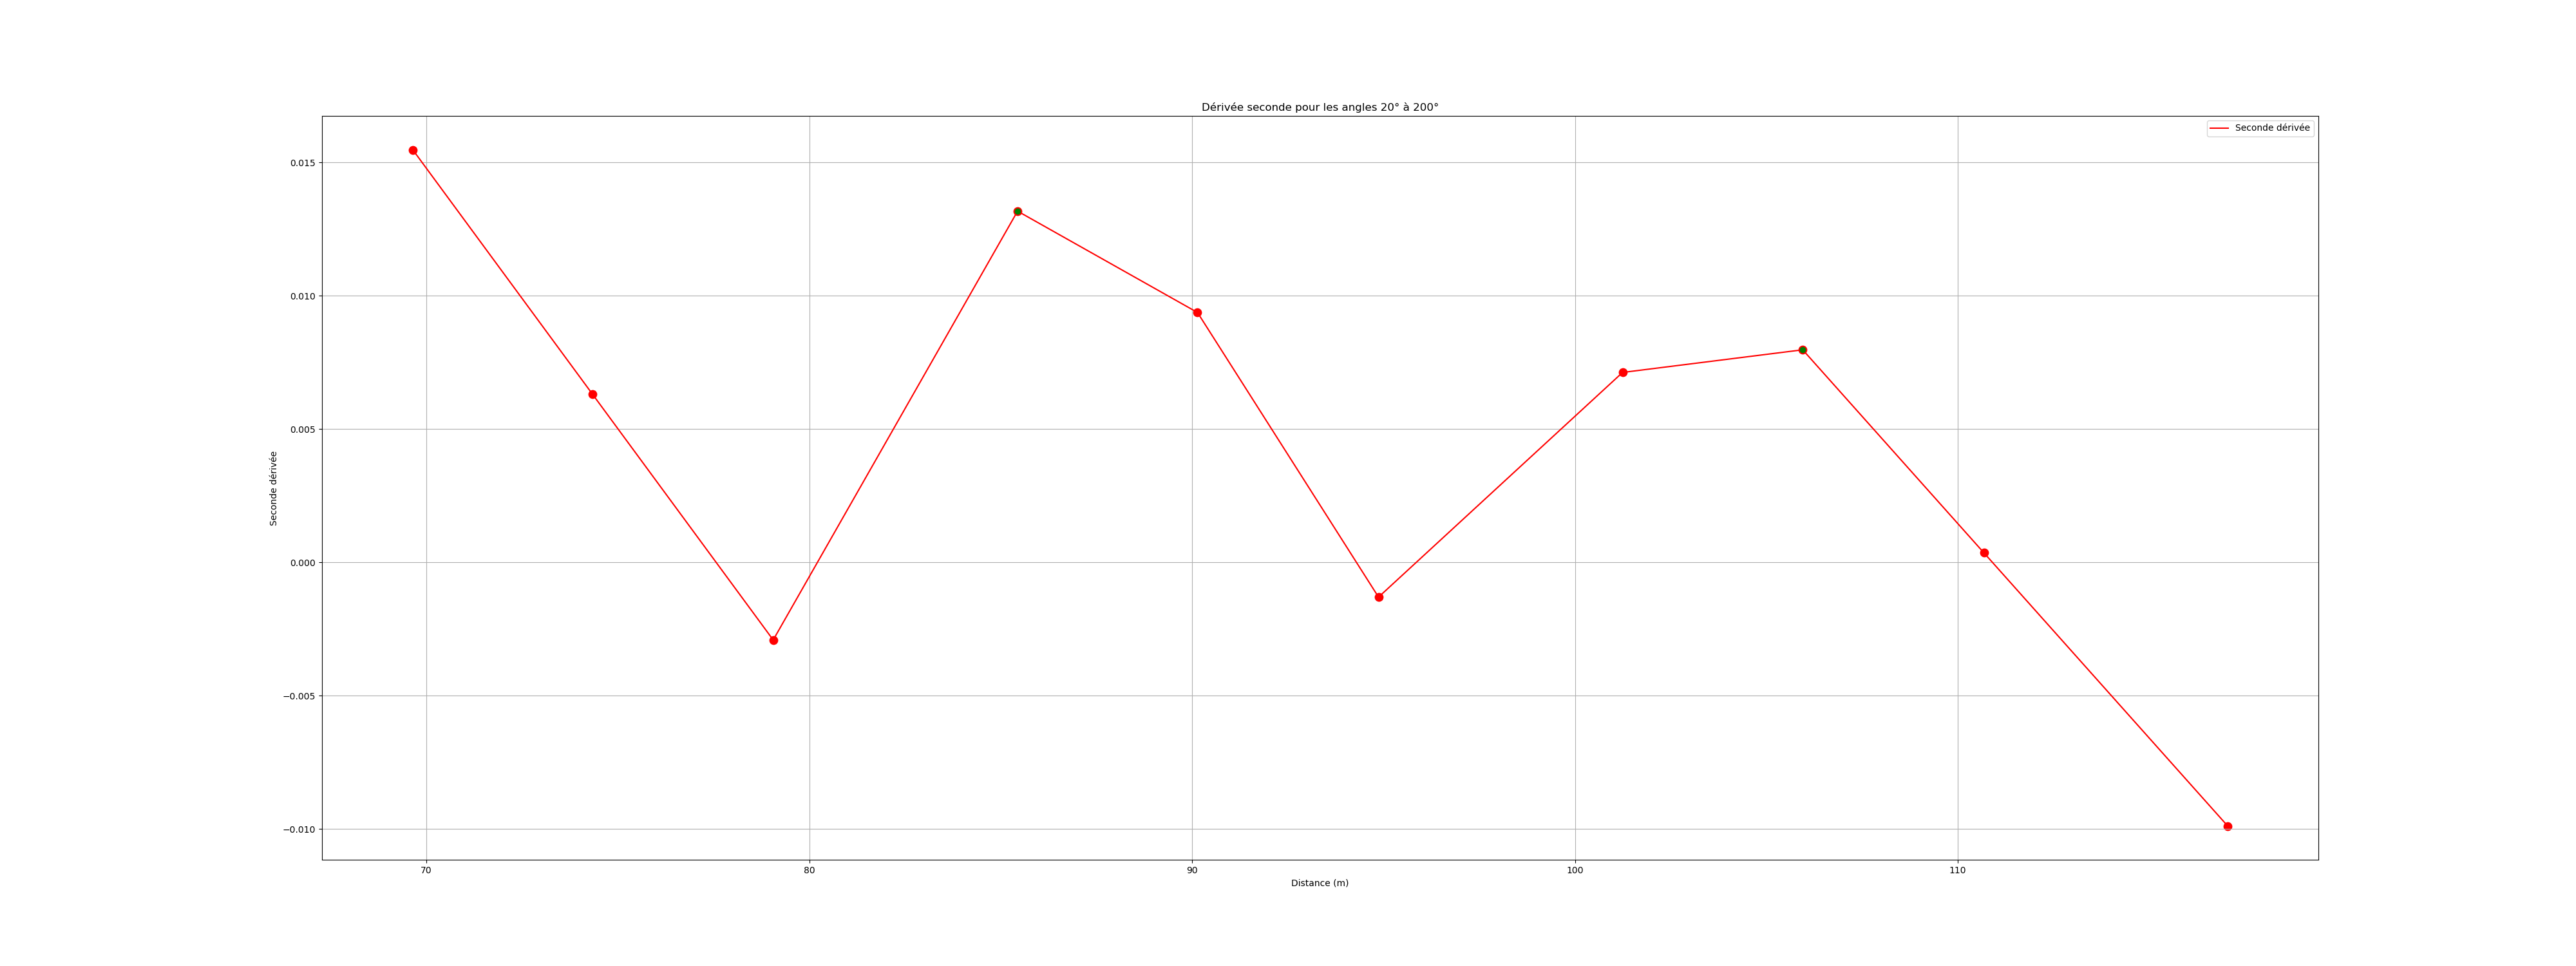 Dérivée seconde pour les angles 20° à 200°
Seconde dérivée
0.015
0.010
0.005
0.000
−0.005
−0.010
Seconde dérivée
70 80 90 100 110
Distance (m)